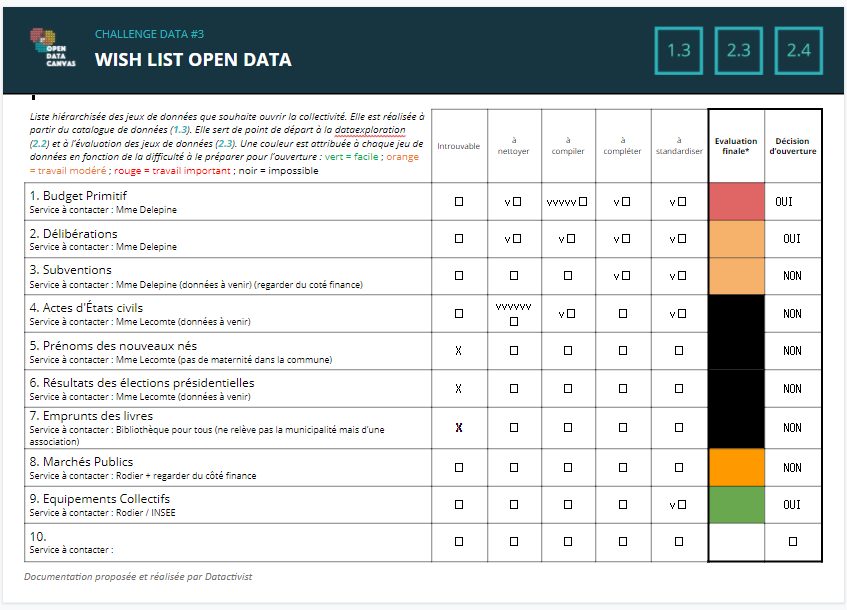 OPEN
DATA
CANVAS
CHALLENGE DATA #3
WISH LIST OPEN DATA
1.3 2.3 2.4
Liste hiérarchisée des jeux de données que souhaite ouvrir la collectivité. Elle est réalisée à
partir du catalogue de données (1.3). Elle sert de point de départ à la dataexploration
(2.2) et à l'évaluation des jeux de données (2.3). Une couleur est attribuée à chaque jeu de
données en fonction de la difficulté à le préparer pour l'ouverture : vert = facile ; orange
= travail modéré ; rouge = travail important ; noir = impossible
Introuvable
à
nettoyer
à
compiler
à
compléter
à
standardiser
Evaluation
finale*
Décision
d'ouverture
1. Budget Primitif
Service à contacter : Mme Delepine
☐ v☐ vvvvv☐ v☐ v☐ OUI
2. Délibérations
Service à contacter : Mme Delepine
☐ v☐ v☐ v☐ v☐ OUI
3. Subventions
Service à contacter : Mme Delepine (données à venir) (regarder du coté finance)
☐ ☐ ☐ v☐ v☐ NON
4. Actes d'États civils
Service à contacter : Mme Lecomte (données à venir)
☐ vvvvvv
☐ v☐ ☐ v☐ NON
5. Prénoms des nouveaux nés
Service à contacter : Mme Lecomte (pas de maternité dans la commune)
X ☐ ☐ ☐ ☐ NON
6. Résultats des élections présidentielles
Service à contacter : Mme Lecomte (données à venir)
X ☐ ☐ ☐ ☐ NON
7. Emprunts des livres
Service à contacter : Bibliothèque pour tous (ne relève pas la municipalité mais d'une
association)
X ☐ ☐ ☐ ☐ NON
8. Marchés Publics
Service à contacter : Rodier + regarder du côté finance
☐ ☐ ☐ ☐ ☐ NON
9. Equipements Collectifs
Service à contacter : Rodier / INSEE
☐ ☐ ☐ ☐ v☐ OUI
10.
Service à contacter :
☐ ☐ ☐ ☐ ☐ ☐
Documentation proposée et réalisée par Datactivist